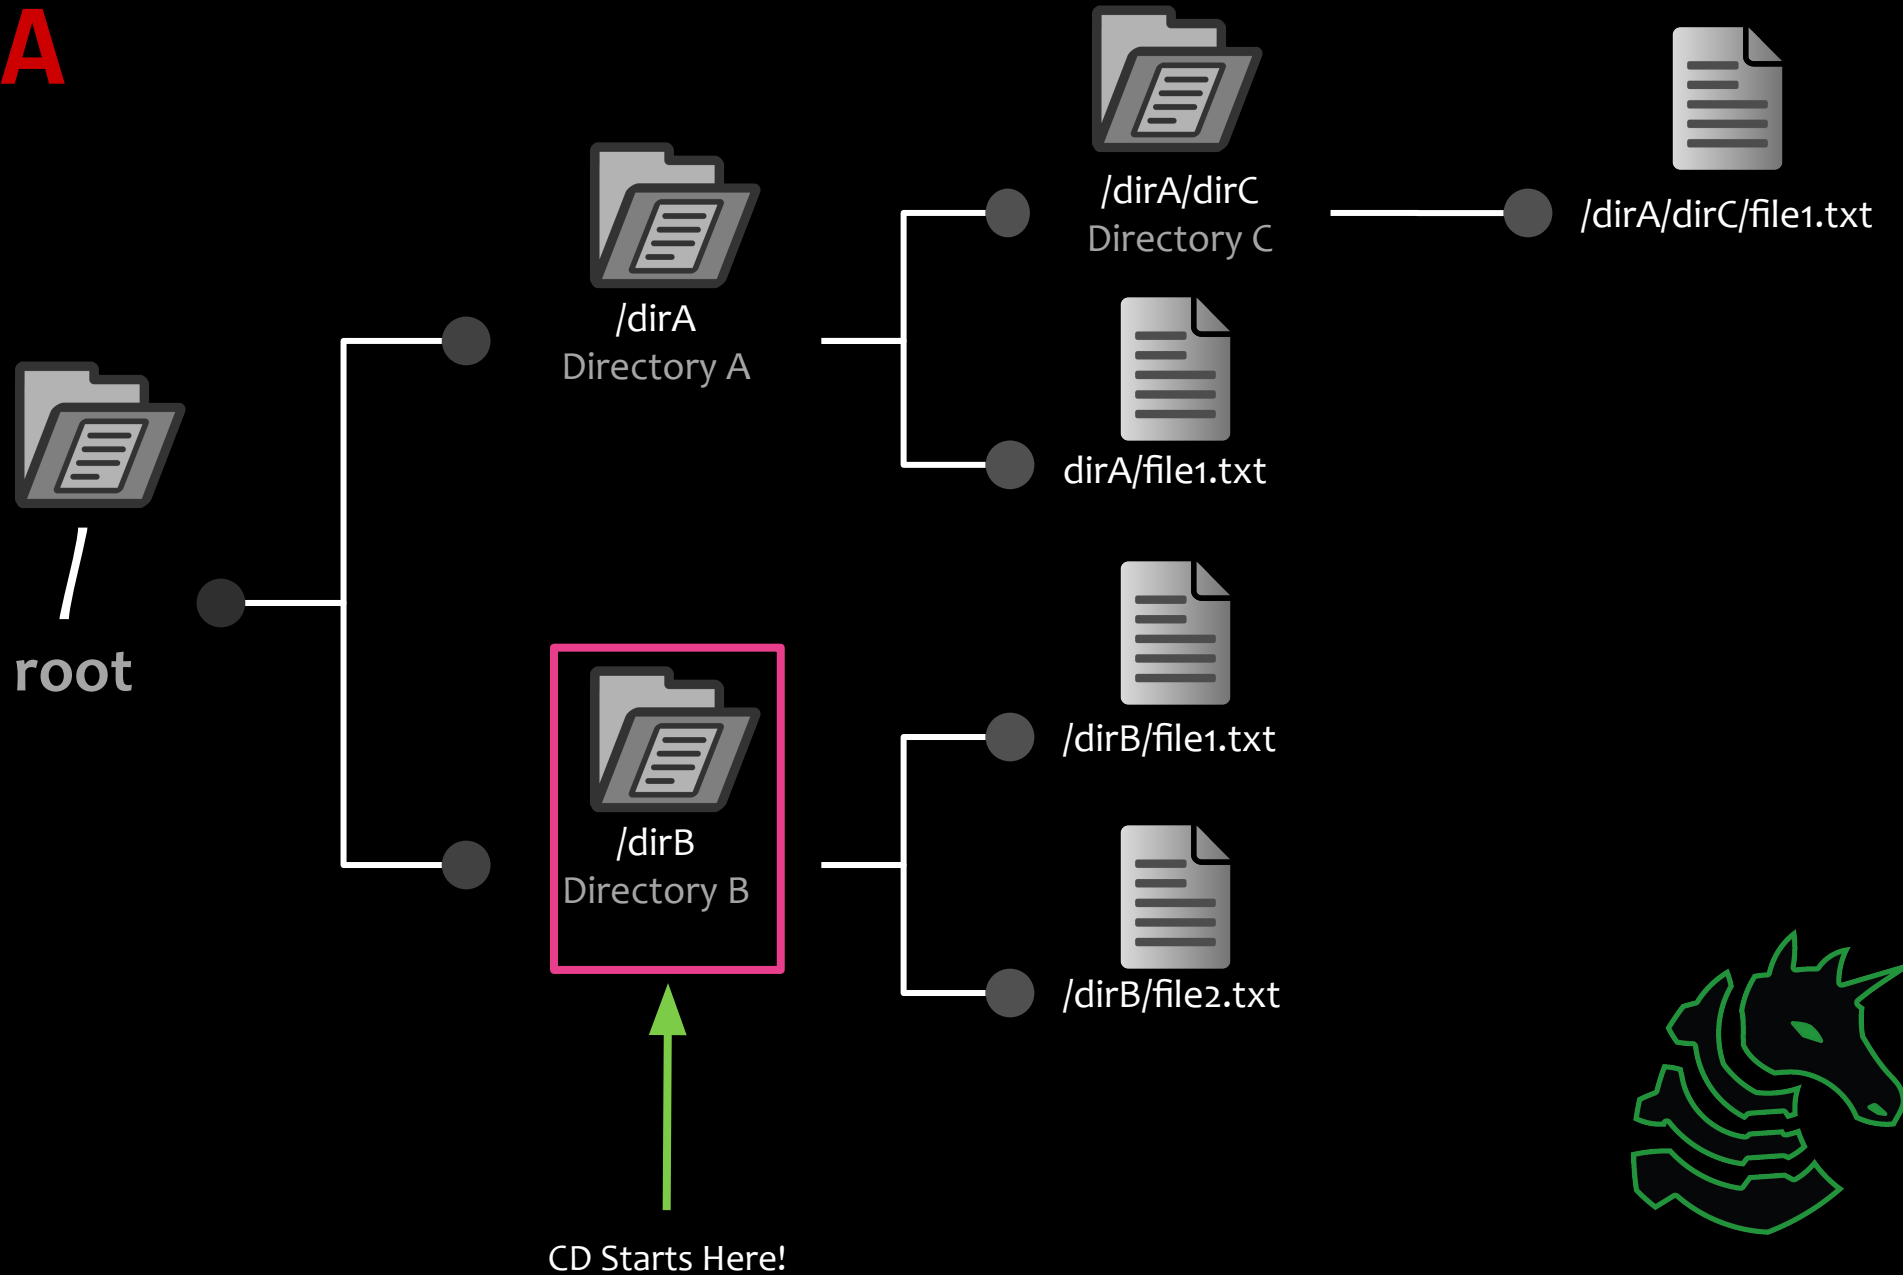 A
/dirA/dirC
Directory C
/dirA/dirC/file1.txt
/dirA
Directory A
dirA/file1.txt
/
root
/dirB/file1.txt
/dirB
Directory B
/dirB/file2.txt
CD Starts Here!